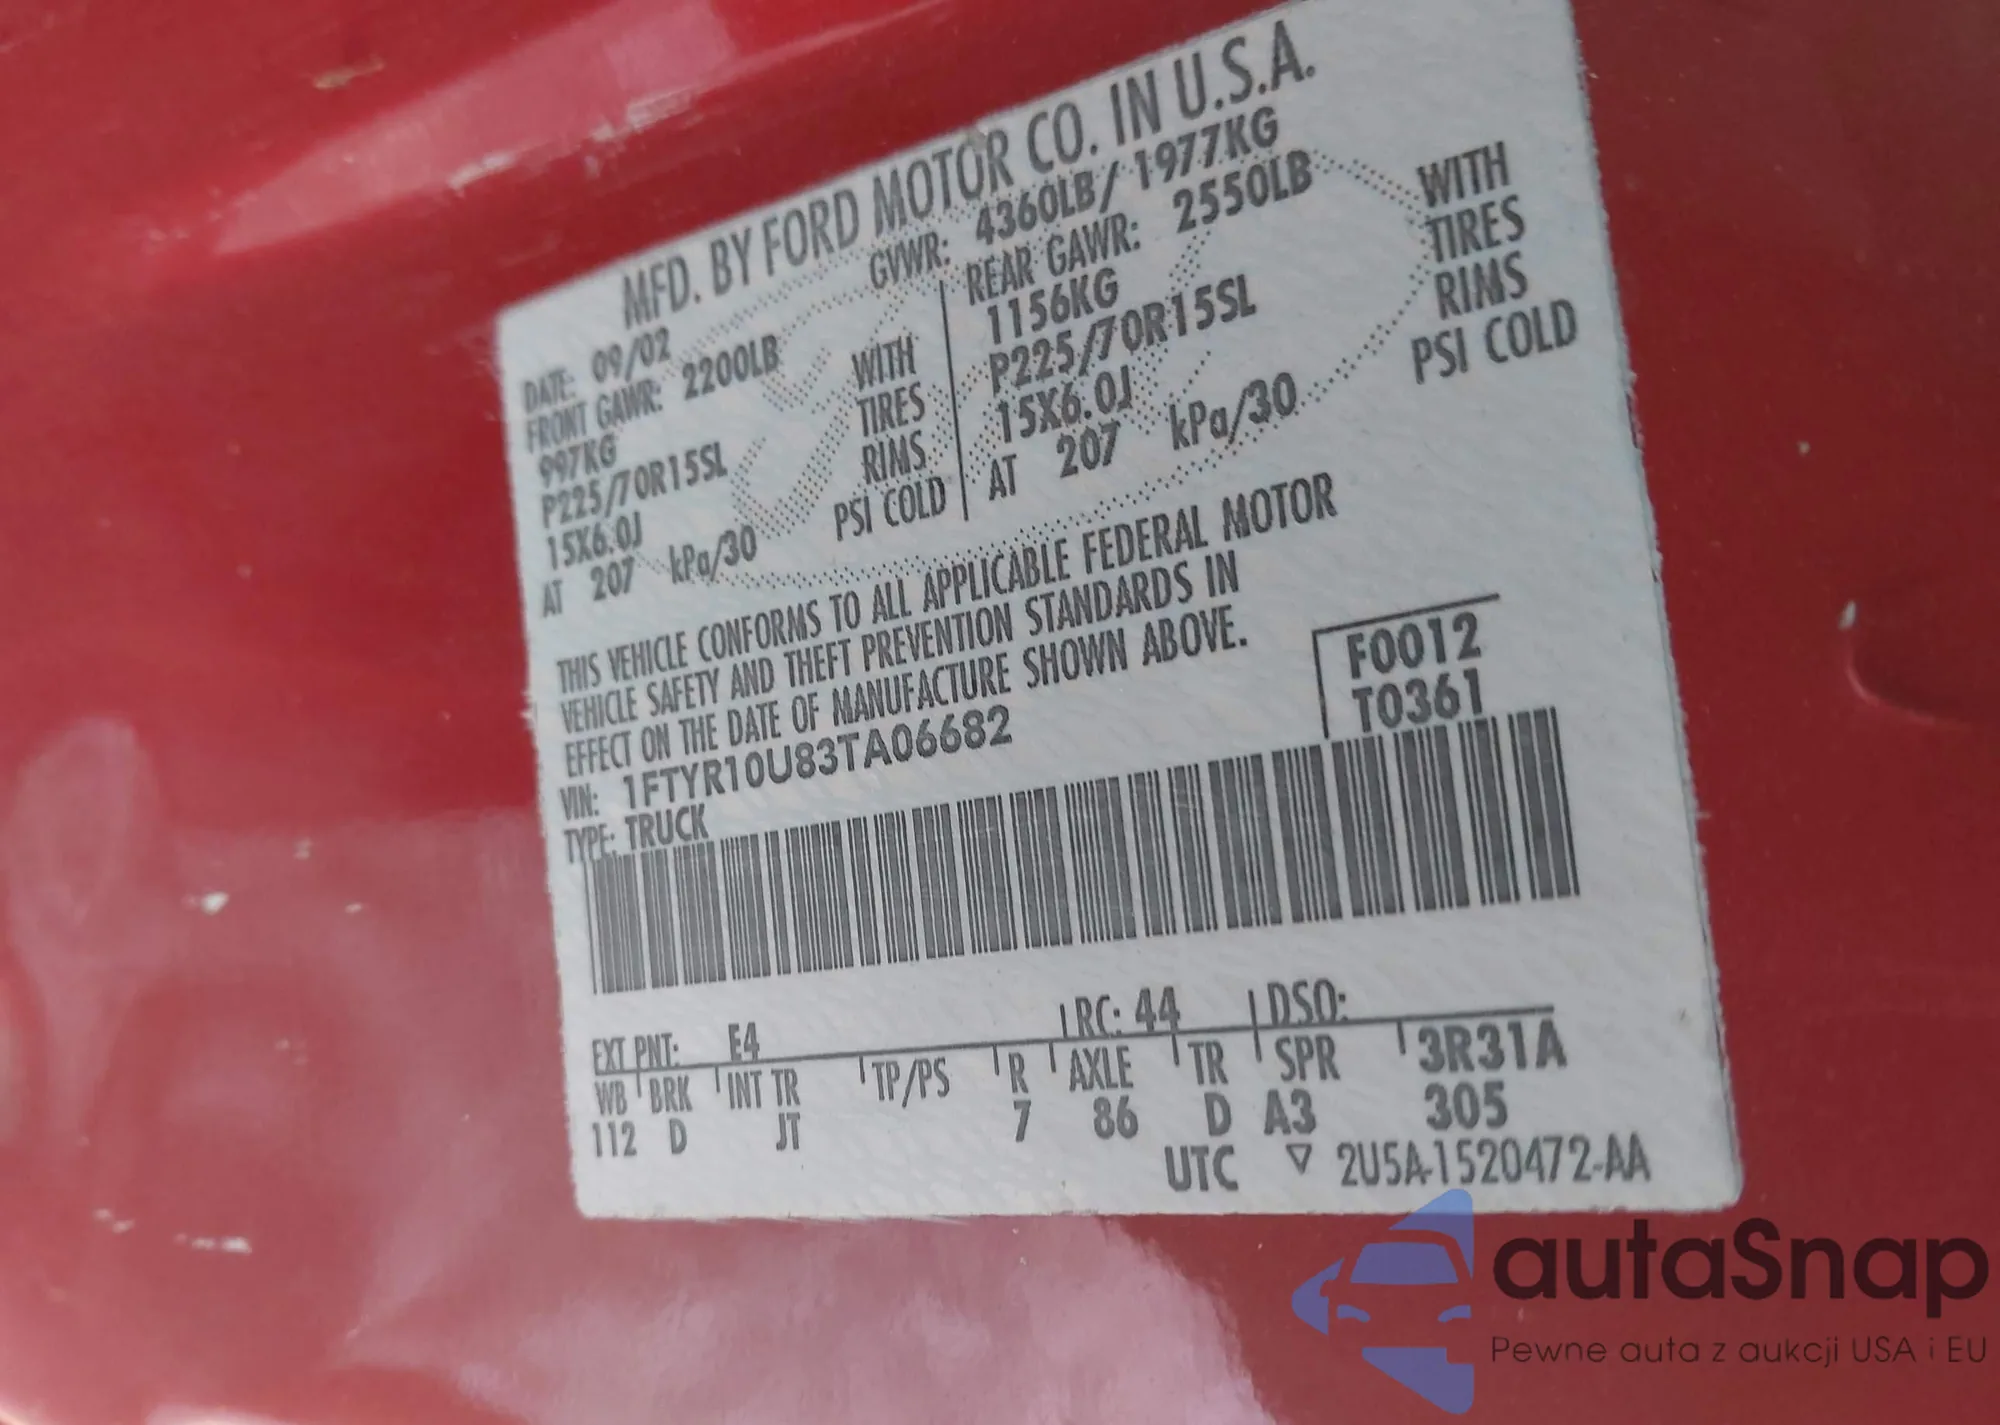 MFD. BY FORD MOTOR CO. IN U.S.A.
DATE: 09/02 GVWR: 4360LB/ 1977KG
FRONT GAWR: 2200LB REAR GAWR: 2550LB
997KG WITH 1156KG WITH
P225/70R15SL TIRES P225/70R15SL TIRES
15X6.0J RIMS 15X6.0J RIMS
AT 207 kPa/30 PSI COLD AT 207 kPa/30 PSI COLD
THIS VEHICLE CONFORMS TO ALL APPLICABLE FEDERAL MOTOR
VEHICLE SAFETY AND THEFT PREVENTION STANDARDS IN
EFFECT ON THE DATE OF MANUFACTURE SHOWN ABOVE.
VIN: 1FTYR10U83TA06682 F0012
TYPE: TRUCK T0361
EXT PNT: E4 RC: 44 DSO:
WB BRK INT TR TP/PS R AXLE TR SPR 3R31A
112 D JT 7 86 D A3 305
UTC ▽ 2U5A-1520472-AA
autaSnap
Pewne auta z aukcji USA i EU